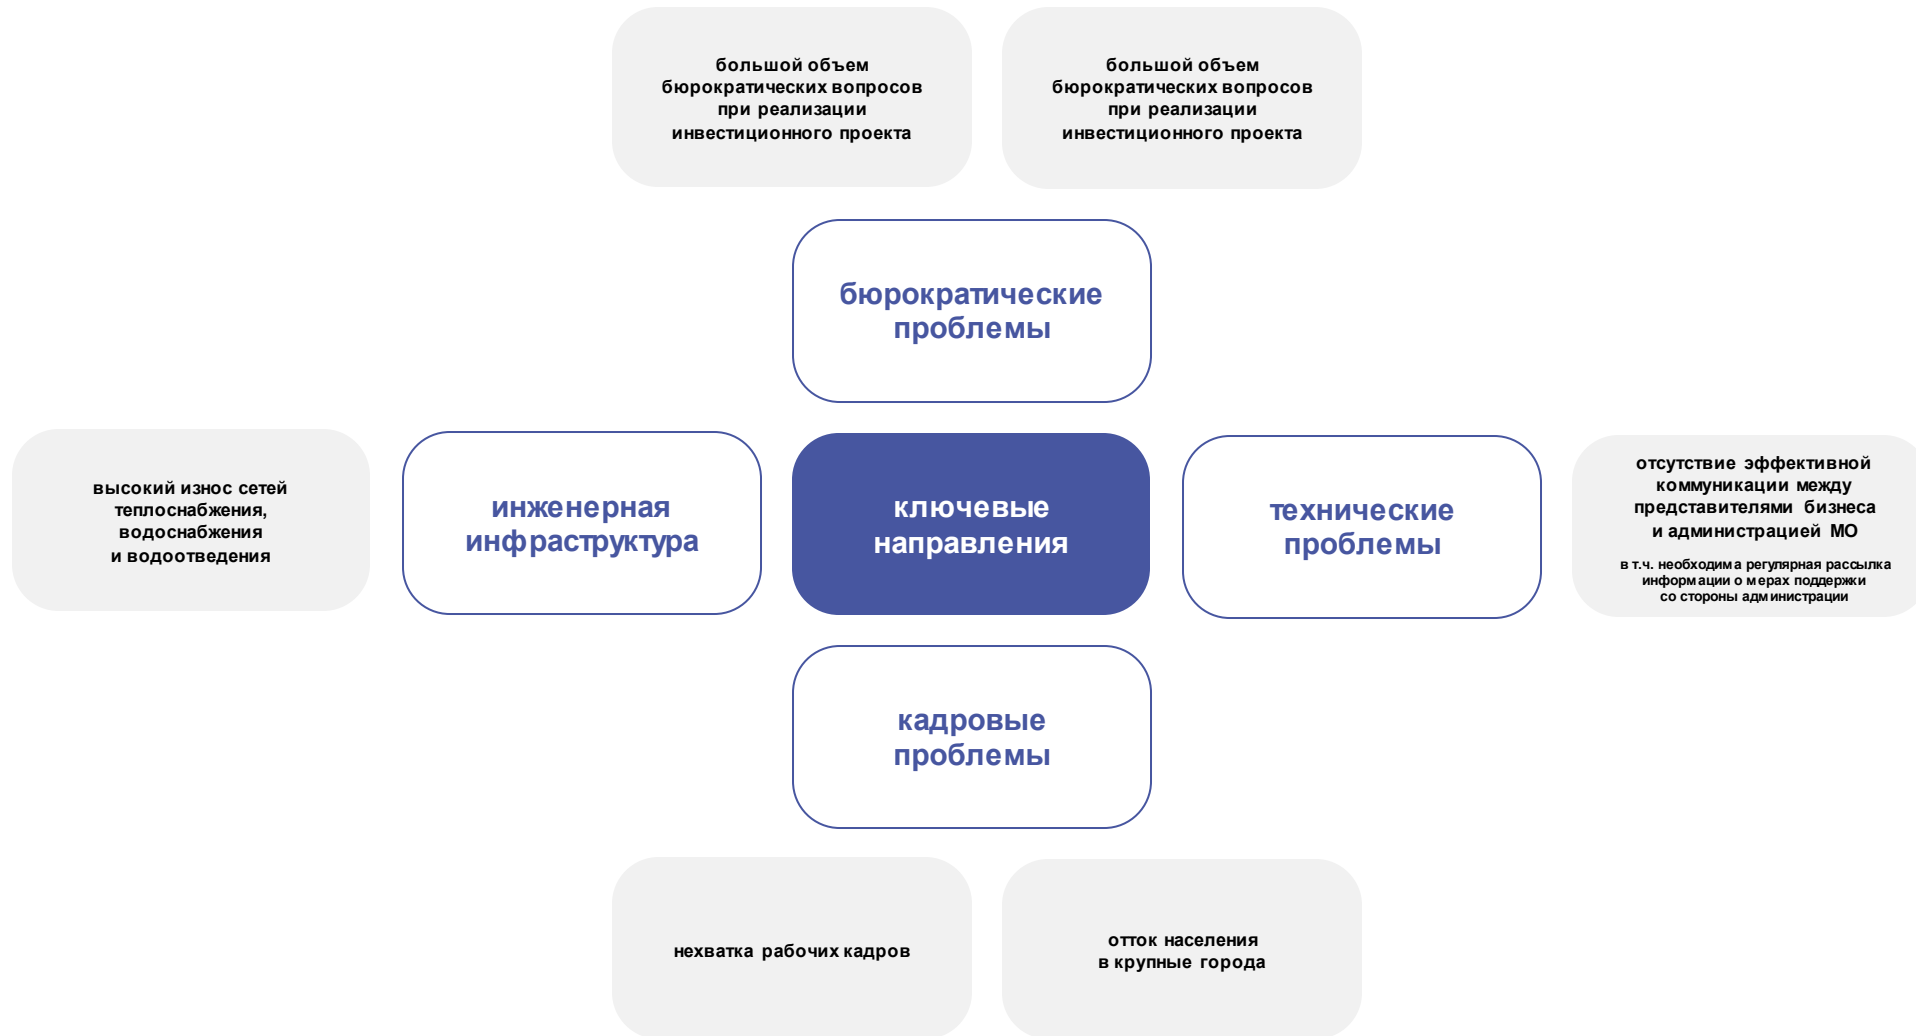 большой объем
бюрократических вопросов
при реализации
инвестиционного проекта
большой объем
бюрократических вопросов
при реализации
инвестиционного проекта
бюрократические
проблемы
высокий износ сетей
теплоснабжения,
водоснабжения
и водоотведения
инженерная
инфраструктура
ключевые
направления
технические
проблемы
отсутствие эффективной
коммуникации между
представителями бизнеса
и администрацией МО
в т.ч. необходима регулярная рассылка
информации о мерах поддержки
со стороны администрации
кадровые
проблемы
нехватка рабочих кадров
отток населения
в крупные города